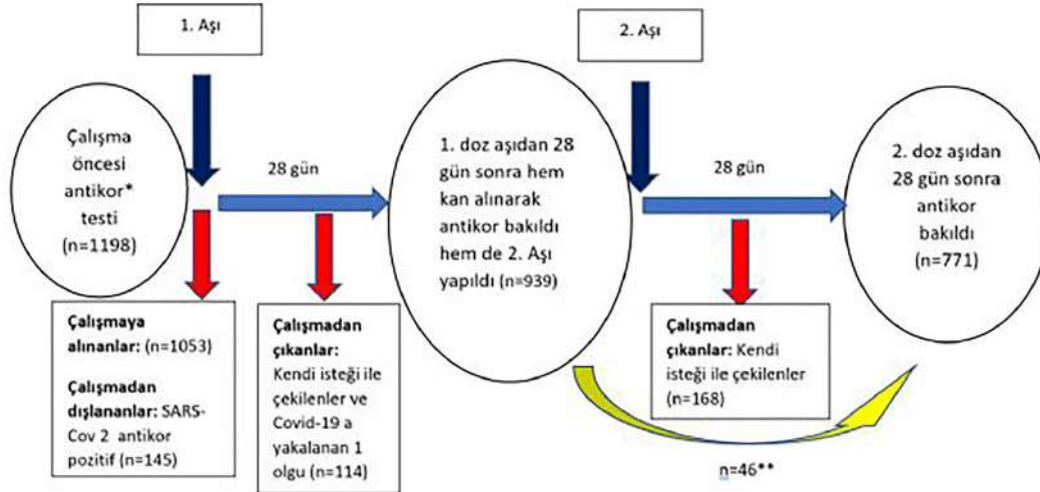 1. Aşı
Çalışma
öncesi
antikor*
testi
(n=1198)
28 gün
Çalışmaya
alınanlar: (n=1053)
Çalışmadan
dışlananlar: SARS-
Cov 2 antikor
pozitif (n=145)
Çalışmadan
çıkanlar:
Kendi isteği ile
çekilenler ve
Covid-19 a
yakalanan 1
olgu (n=114)
1. doz aşıdan 28
gün sonra hem
kan alınarak
antikor bakıldı
hem de 2. Aşı
yapıldı (n=939)
2. Aşı
28 gün
Çalışmadan
çıkanlar: Kendi
isteği ile çekilenler
(n=168)
2. doz aşıdan
28 gün sonra
antikor
bakıldı
(n=771)
n=46**